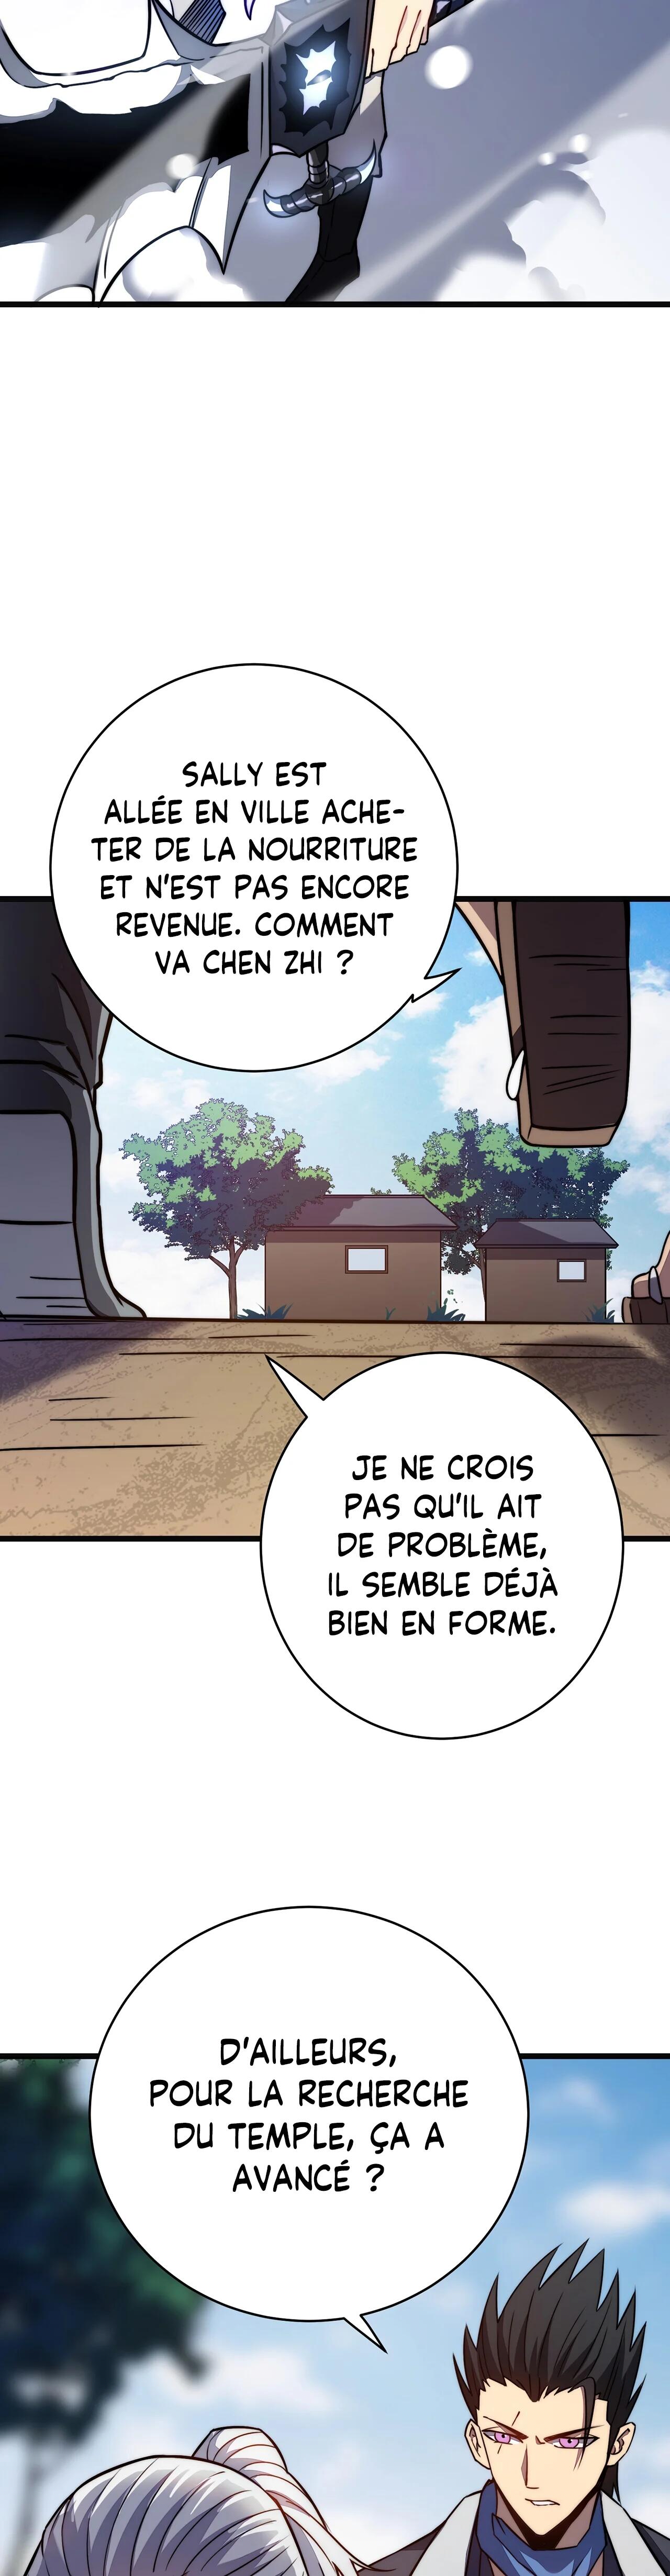 SALLY EST
ALLÉE EN VILLE ACHE-
TER DE LA NOURRITURE
ET N'EST PAS ENCORE
REVENUE. COMMENT
VA CHEN ZHI ?
JE NE CROIS
PAS QU'IL AIT
DE PROBLÈME,
IL SEMBLE DÉJÀ
BIEN EN FORME.
D'AILLEURS,
POUR LA RECHERCHE
DU TEMPLE, ÇA A
AVANCÉ ?